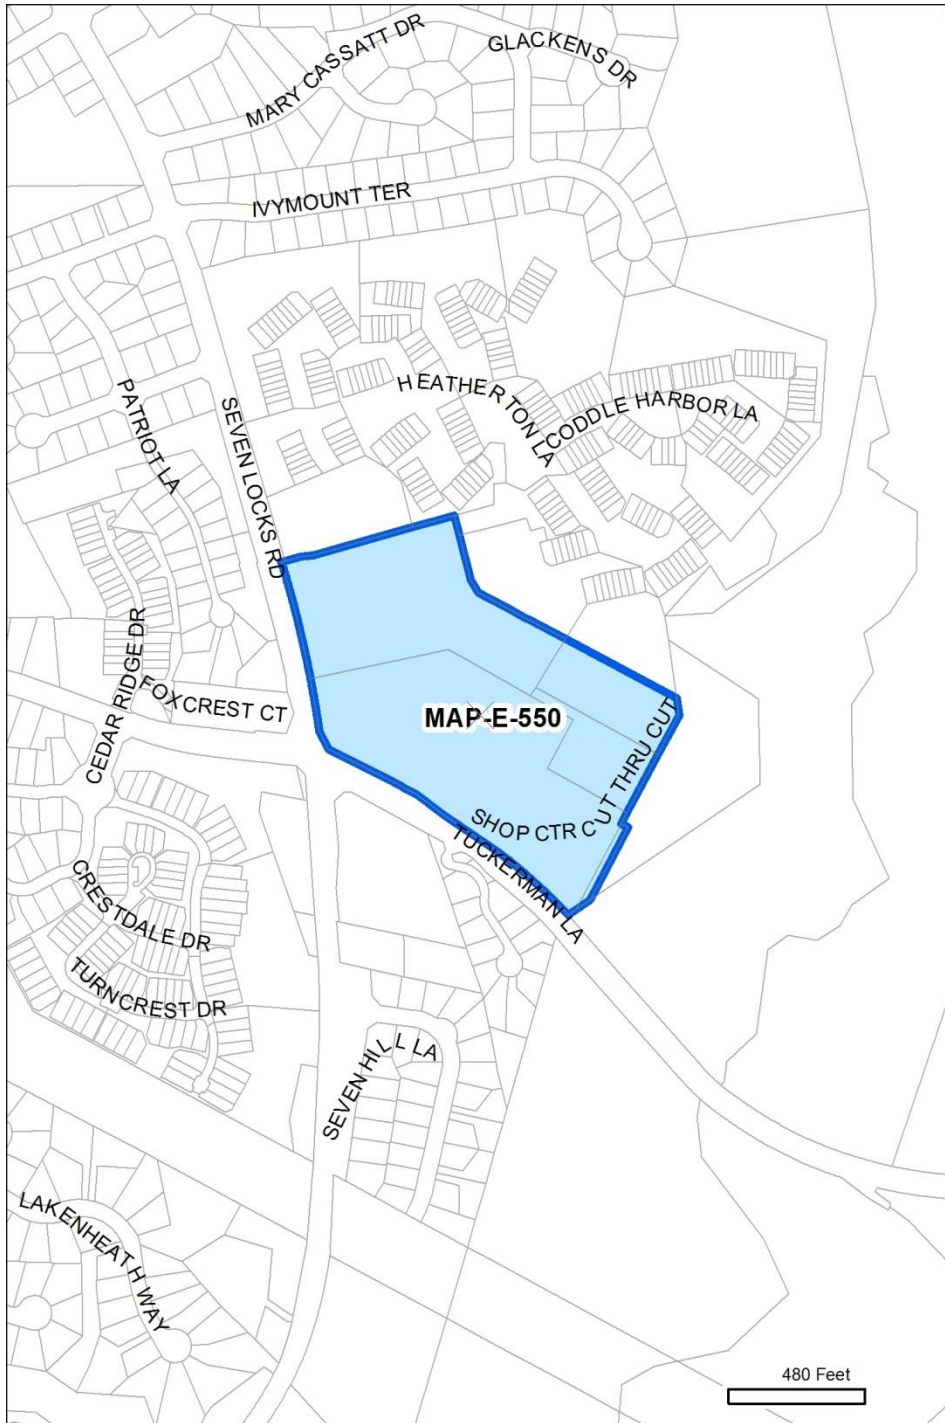 MARY CASSATT DR
GLACKENS DR
IVYMOUNT TER
PATRIOT LA
SEVEN LOCKS RD
HEATHERTON LA
CODDLE HARBOR LA
CEDAR RIDGE DR
FOXCREST CT
MAP-E-550
SHOP CTR CUT THRU CUT
TUCKERMAN LA
CRESTDALE DR
TURNCREST DR
SEVEN HILL LA
LAKENHEATH WAY
480 Feet